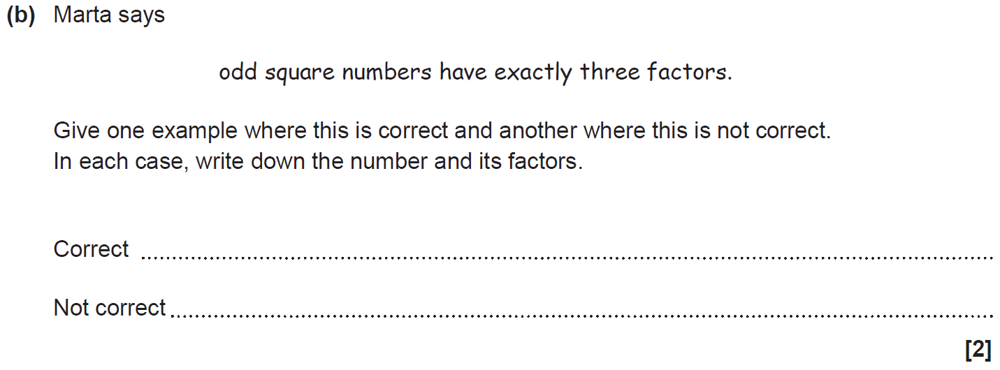 (b) Marta says
odd square numbers have exactly three factors.
Give one example where this is correct and another where this is not correct.
In each case, write down the number and its factors.
Correct ................................................................
Not correct ................................................................
[2]